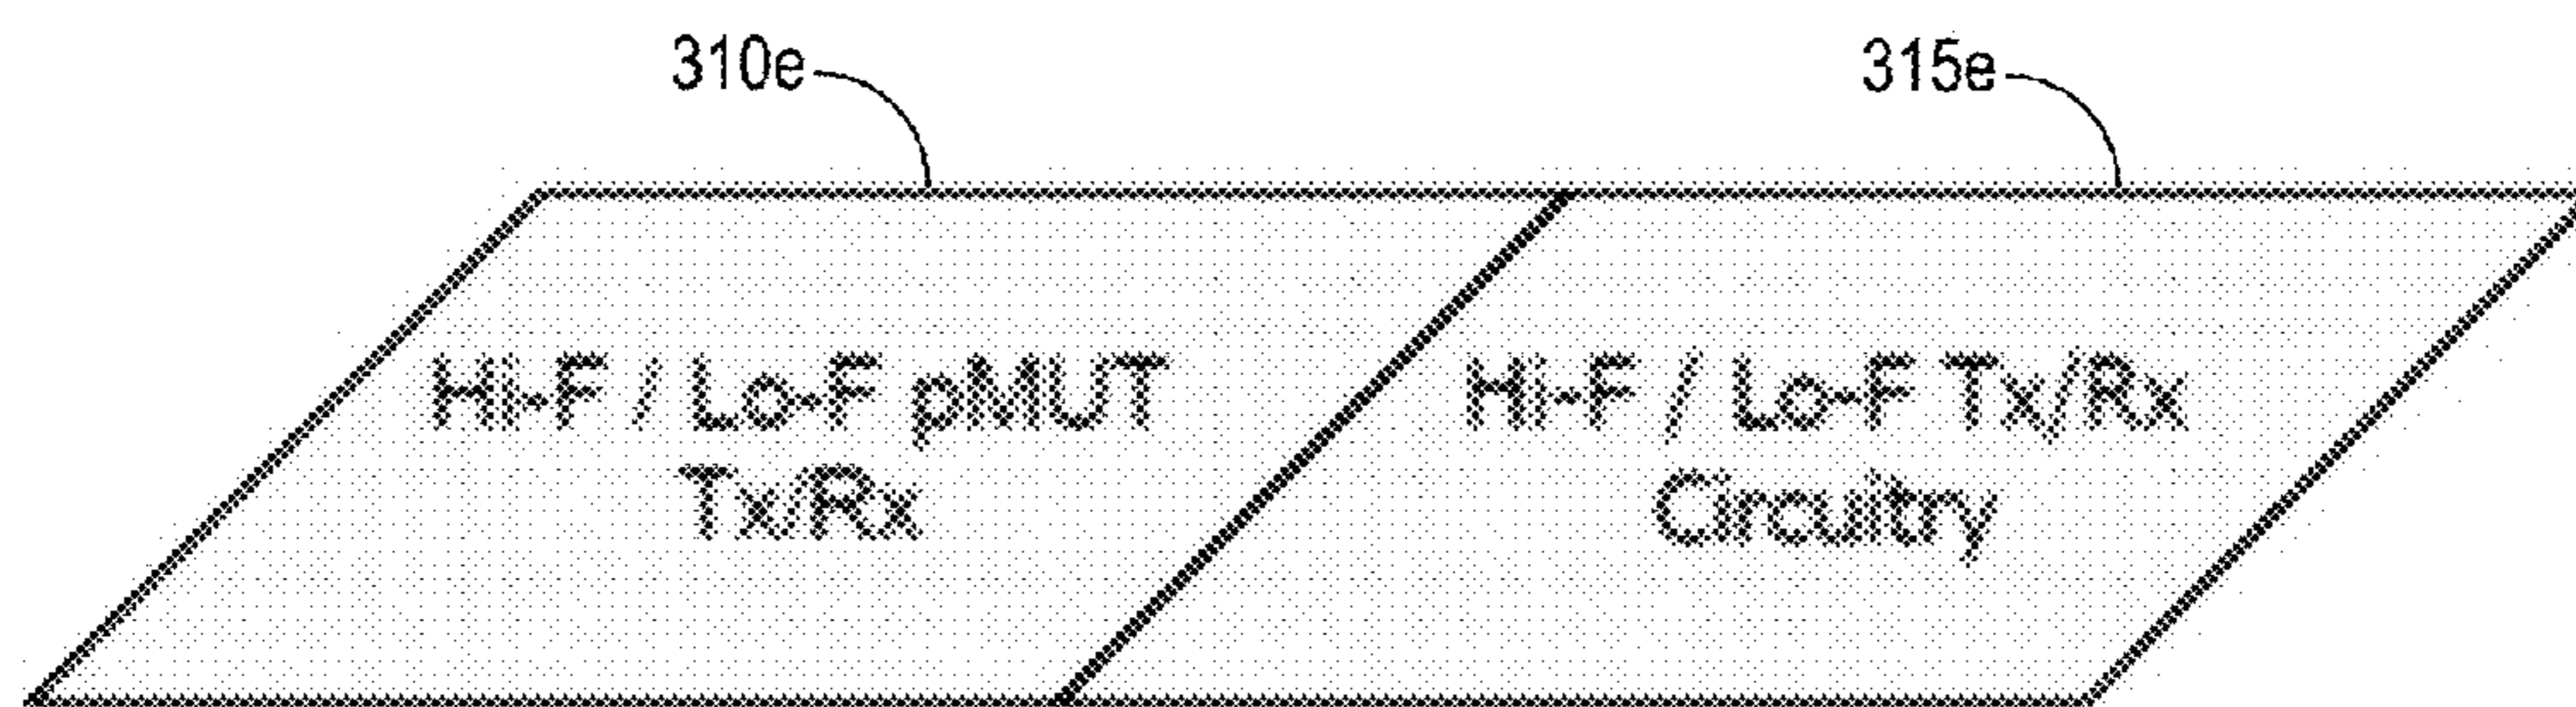 310e
315e
Hi-F / Lo-F pMUT
Tx/Rx
Hi-F / Lo-F Tx/Rx
Circuitry